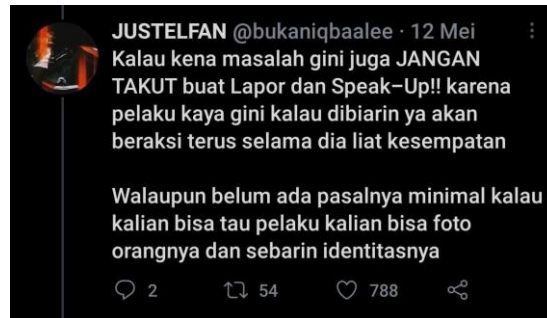 JUSTELFAN @bukaniqbaalee · 12 Mei
Kalau kena masalah gini juga JANGAN
TAKUT buat Lapor dan Speak-Up!! karena
pelaku kaya gini kalau dibiarin ya akan
beraksi terus selama dia liat kesempatan
Walaupun belum ada pasalnya minimal kalau
kalian bisa tau pelaku kalian bisa foto
orangnya dan sebarin identitasnya
2 54 788